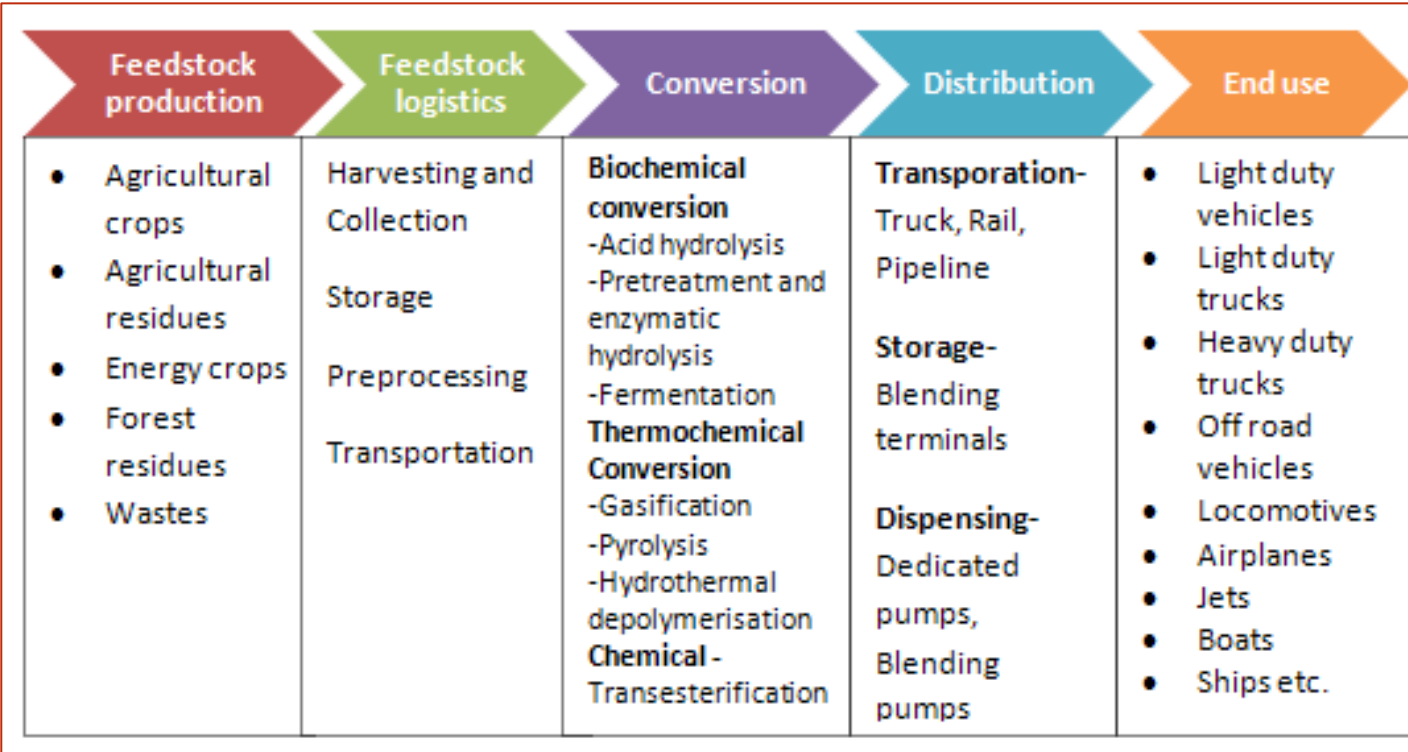 Feedstock
production
Feedstock
logistics
Conversion
Distribution
End use
● Agricultural
crops
● Agricultural
residues
● Energy crops
● Forest
residues
● Wastes
Harvesting and
Collection
Storage
Preprocessing
Transportation
Biochemical
conversion
-Acid hydrolysis
-Pretreatment and
enzymatic
hydrolysis
-Fermentation
Thermochemical
Conversion
-Gasification
-Pyrolysis
-Hydrothermal
depolymerisation
Chemical -
Transesterification
Transporation-
Truck, Rail,
Pipeline
Storage-
Blending
terminals
Dispensing-
Dedicated
pumps,
Blending
pumps
● Light duty
vehicles
● Light duty
trucks
● Heavy duty
trucks
● Off road
vehicles
● Locomotives
● Airplanes
● Jets
● Boats
● Ships etc.